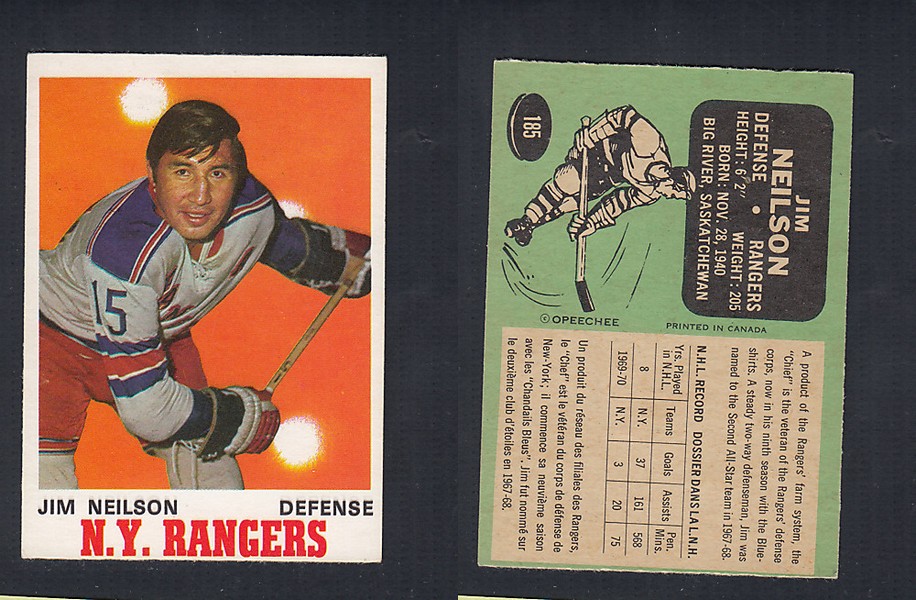 15
JIM NEILSON DEFENSE
N.Y. RANGERS
185
JIM
NEILSON
DEFENSE • RANGERS
HEIGHT: 6' 2" WEIGHT: 205
BORN: NOV. 28, 1940
BIG RIVER, SASKATCHEWAN
© OPEECHEE PRINTED IN CANADA
A product of the Rangers' farm system, the
"Chief" is the veteran of the Rangers' defense
corps, now in his ninth season with the Blue-
shirts. A steady two-way defenseman, Jim was
named to the Second All-Star team in 1967-68.
N.H.L. RECORD DOSSIER DANS LA L.N.H.
Yrs. Played in N.H.L. Teams Goals Assists Pen. Mins.
8 N.Y. 37 161 568
1969-70 N.Y. 3 20 75
Un produit du réseau des filiales des Rangers,
le "Chef" est le vétéran du corps de défense de
New-York; il commence sa neuvième saison
avec les "Chandails Bleus". Jim fut nommé sur
le deuxième club d'étoiles en 1967-68.